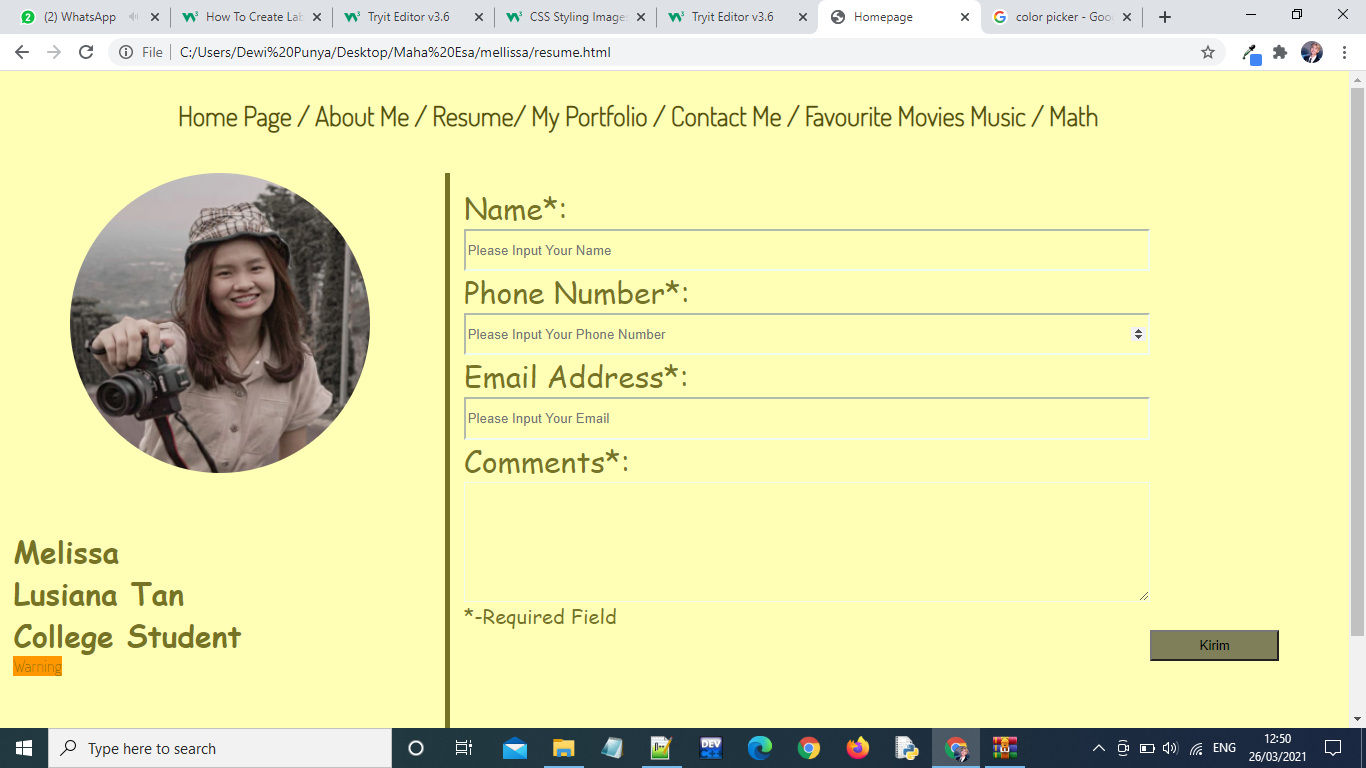 (2) WhatsApp
How To Create Lab
Tryit Editor v3.6
CSS Styling Images
Tryit Editor v3.6
Homepage
color picker - Goo
File
C:/Users/Dewi%20Punya/Desktop/Maha%20Esa/mellissa/resume.html
Home Page / About Me / Resume/ My Portfolio / Contact Me / Favourite Movies Music / Math
Name*:
Please Input Your Name
Phone Number*:
Please Input Your Phone Number
Email Address*:
Please Input Your Email
Comments*:
*-Required Field
Kirim
Melissa
Lusiana Tan
College Student
Warning
Type here to search
DEV
ENG
12:50
26/03/2021